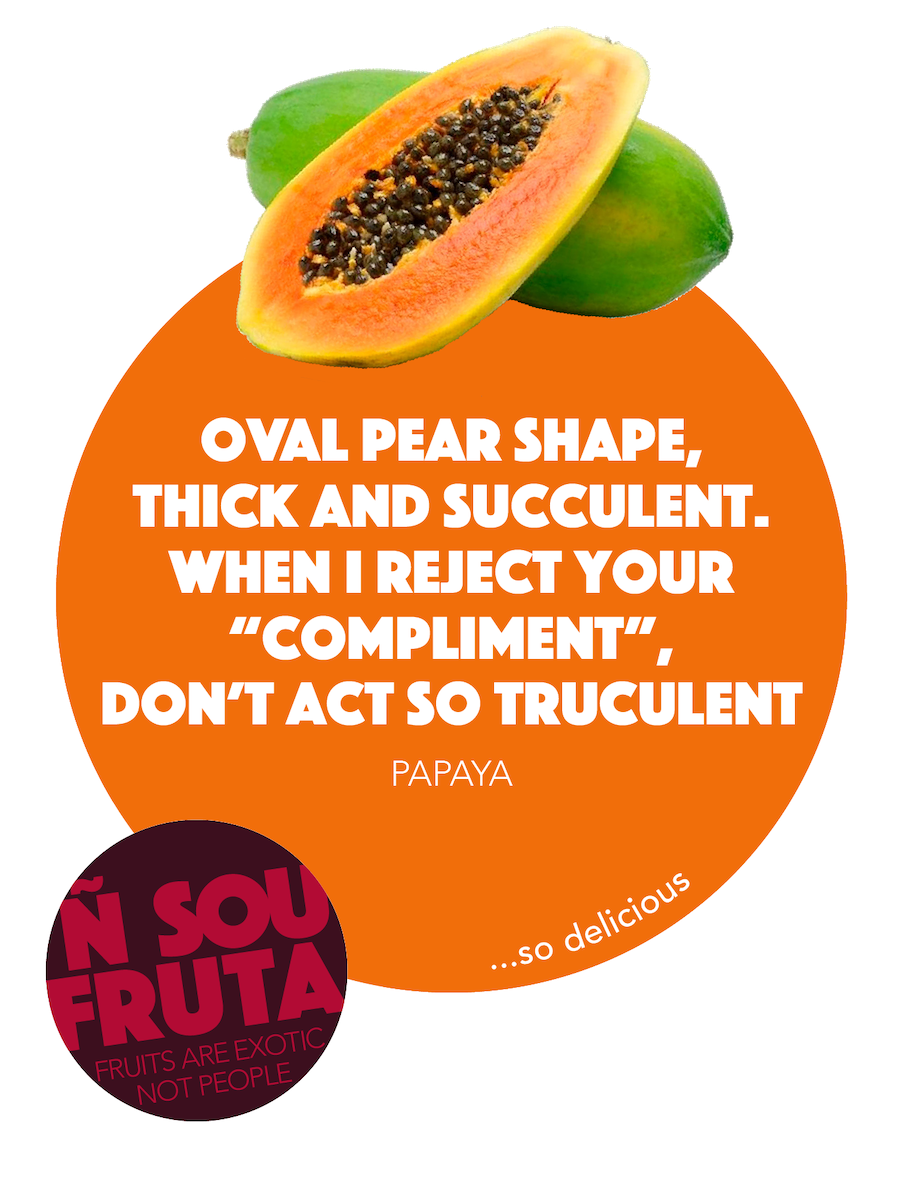 OVAL PEAR SHAPE,
THICK AND SUCCULENT.
WHEN I REJECT YOUR
“COMPLIMENT”,
DON’T ACT SO TRUCULENT
PAPAYA
...so delicious
Ñ SOU
FRUTA
FRUITS ARE EXOTIC
NOT PEOPLE